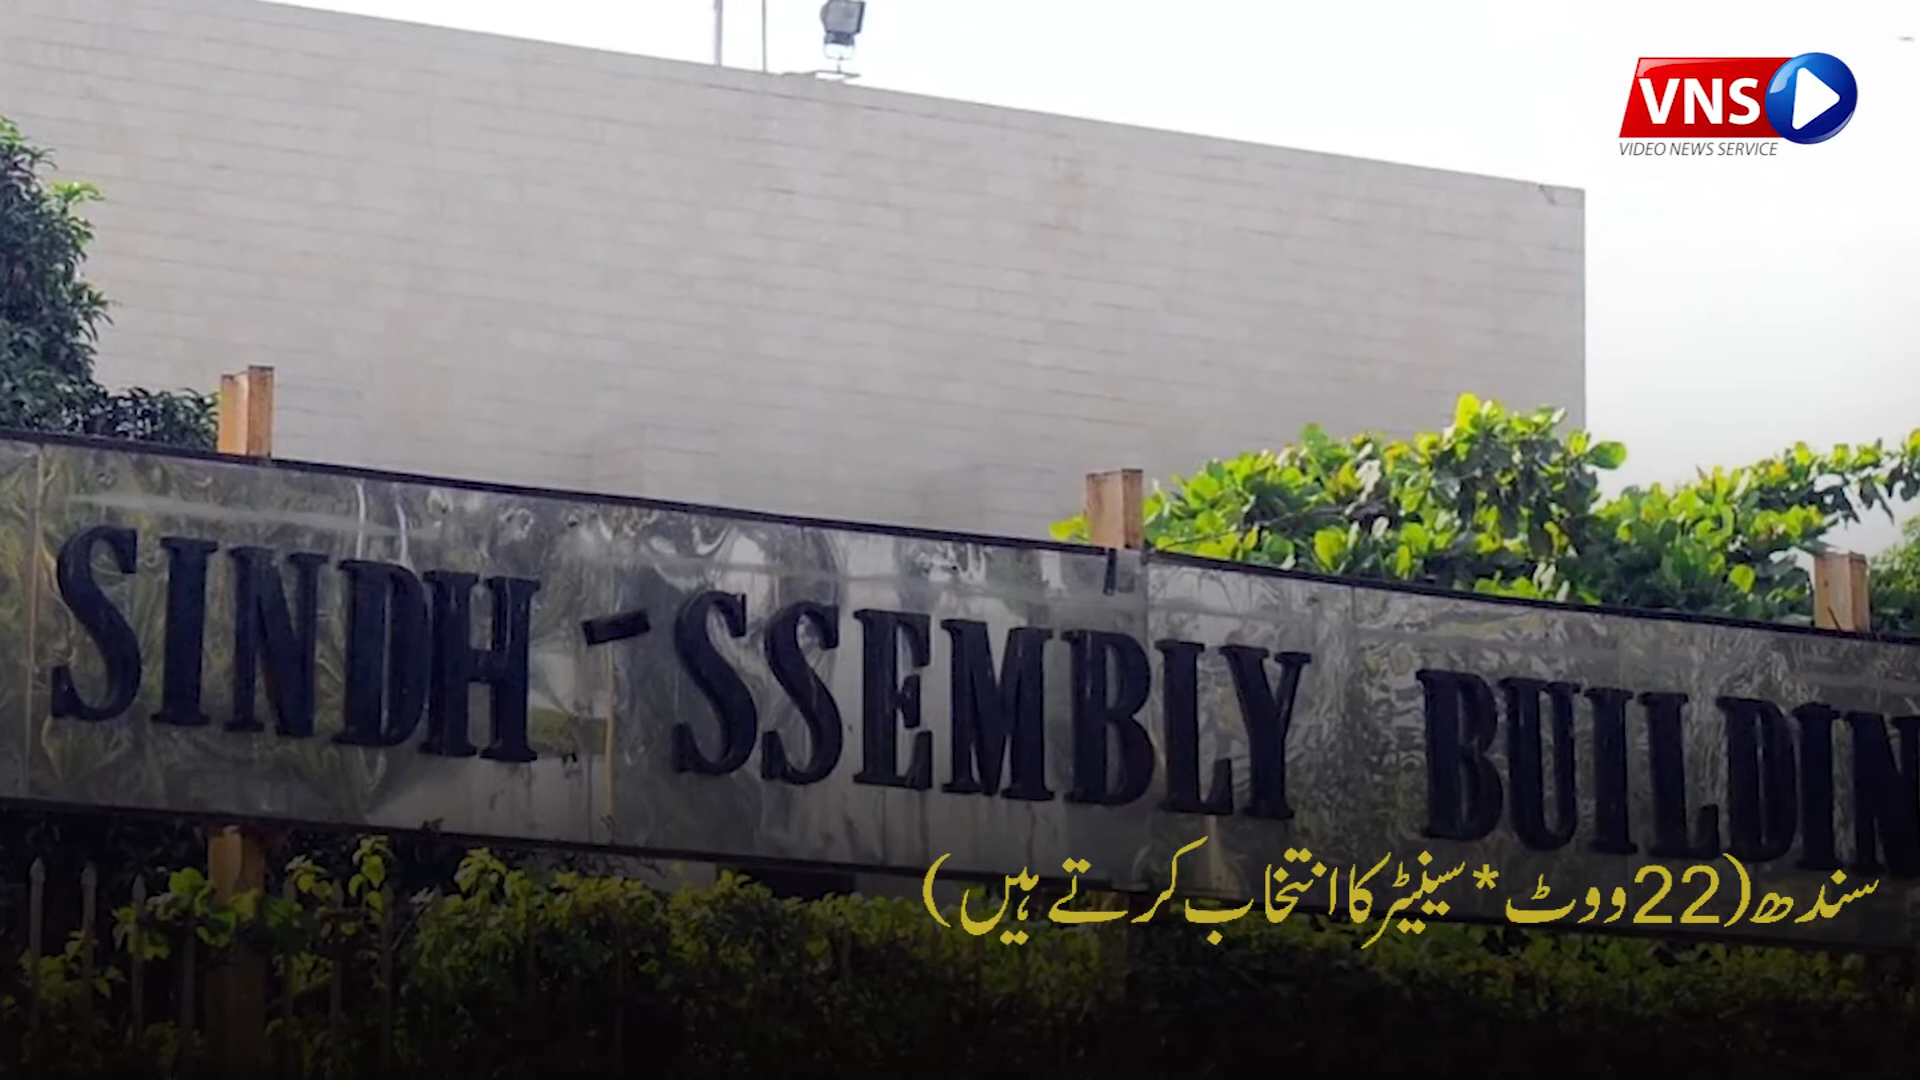 VNS
VIDEO NEWS SERVICE
SINDH -SSEMBLY BUILDIN
سندھ (22 ووٹ * سینیٹر کا انتخاب کرتے ہیں)